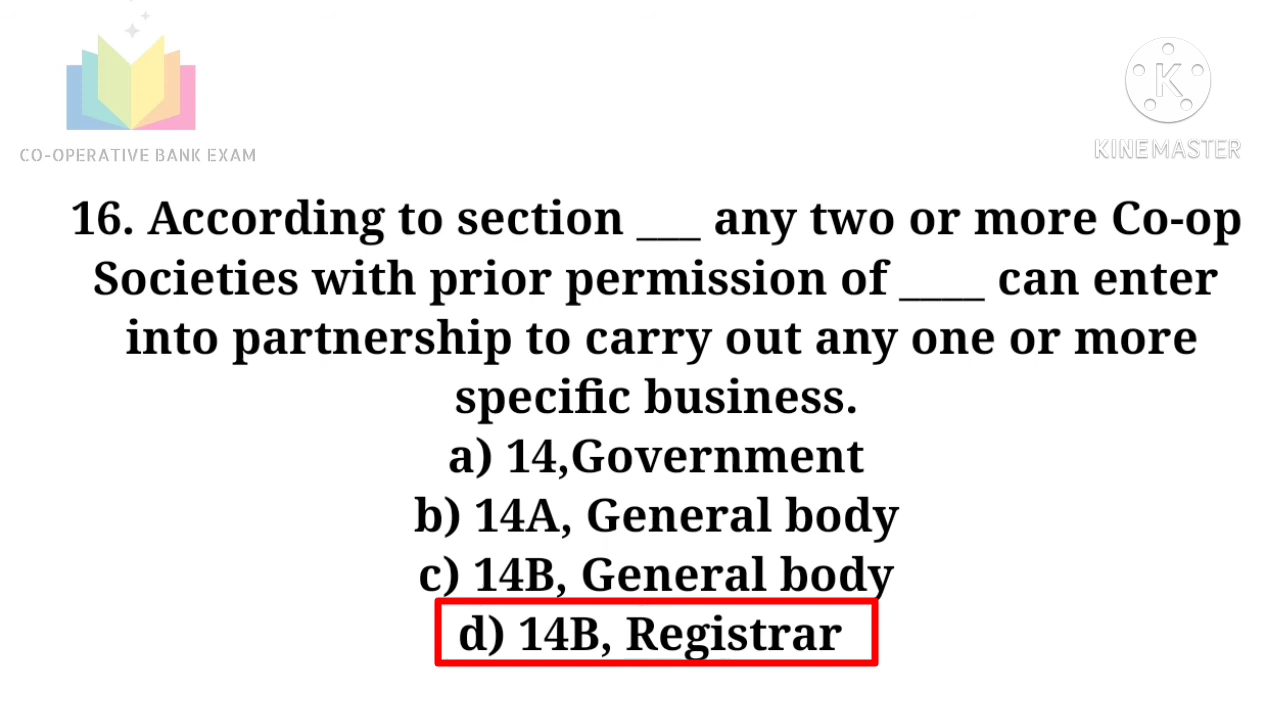 CO-OPERATIVE BANK EXAM
K
KINEMASTER
16. According to section ___ any two or more Co-op
Societies with prior permission of ____ can enter
into partnership to carry out any one or more
specific business.
a) 14,Government
b) 14A, General body
c) 14B, General body
d) 14B, Registrar